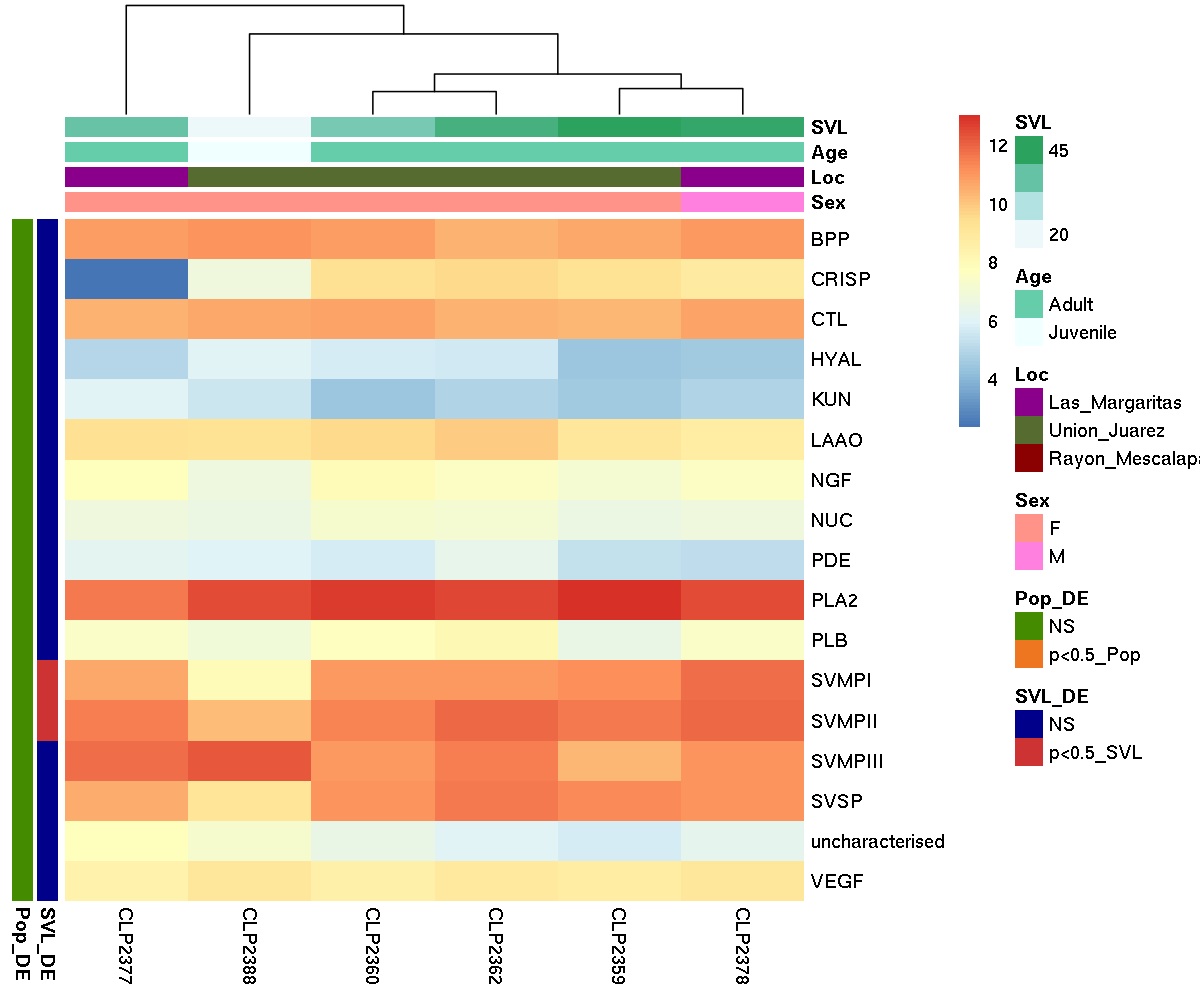 SVL
Age
Loc
Sex
BPP
CRISP
CTL
HYAL
KUN
LAAO
NGF
NUC
PDE
PLA2
PLB
SVMPI
SVMPII
SVMPIII
SVSP
uncharacterised
VEGF
Pop_DE
SVL_DE
CLP2377
CLP2388
CLP2360
CLP2362
CLP2359
CLP2378
12
10
8
6
4
SVL
45
20
Age
Adult
Juvenile
Loc
Las_Margaritas
Union_Juarez
Rayon_Mescalapa
Sex
F
M
Pop_DE
NS
p<0.5_Pop
SVL_DE
NS
p<0.5_SVL